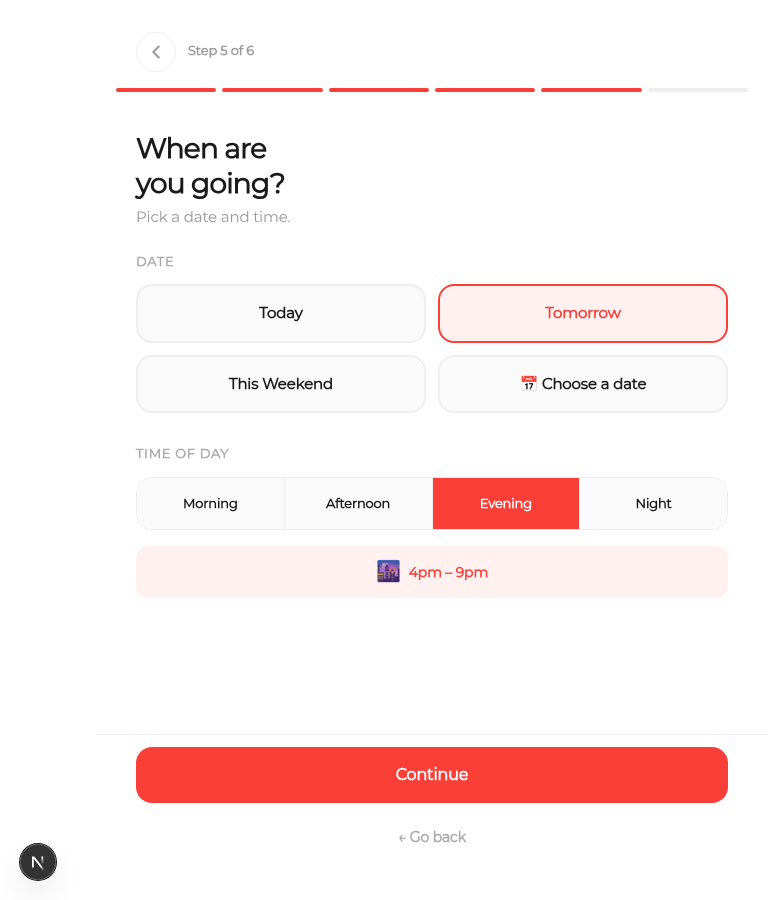 Step 5 of 6
When are
you going?
Pick a date and time.
DATE
Today
Tomorrow
This Weekend
📅 Choose a date
TIME OF DAY
Morning
Afternoon
Evening
Night
🌆 4pm – 9pm
Continue
← Go back
N